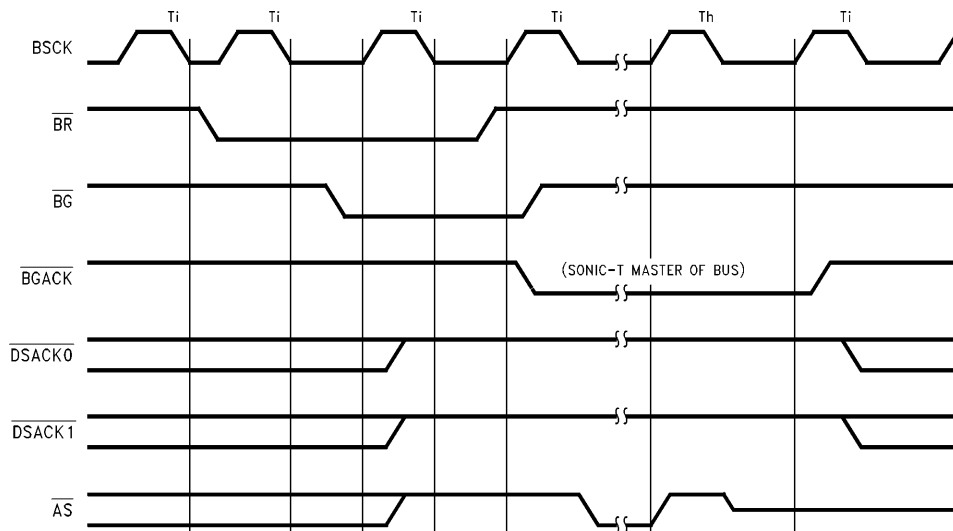 Ti Ti Ti Ti Th Ti
BSCK
BR
BG
BGACK
(SONIC-T MASTER OF BUS)
DSACK0
DSACK1
AS